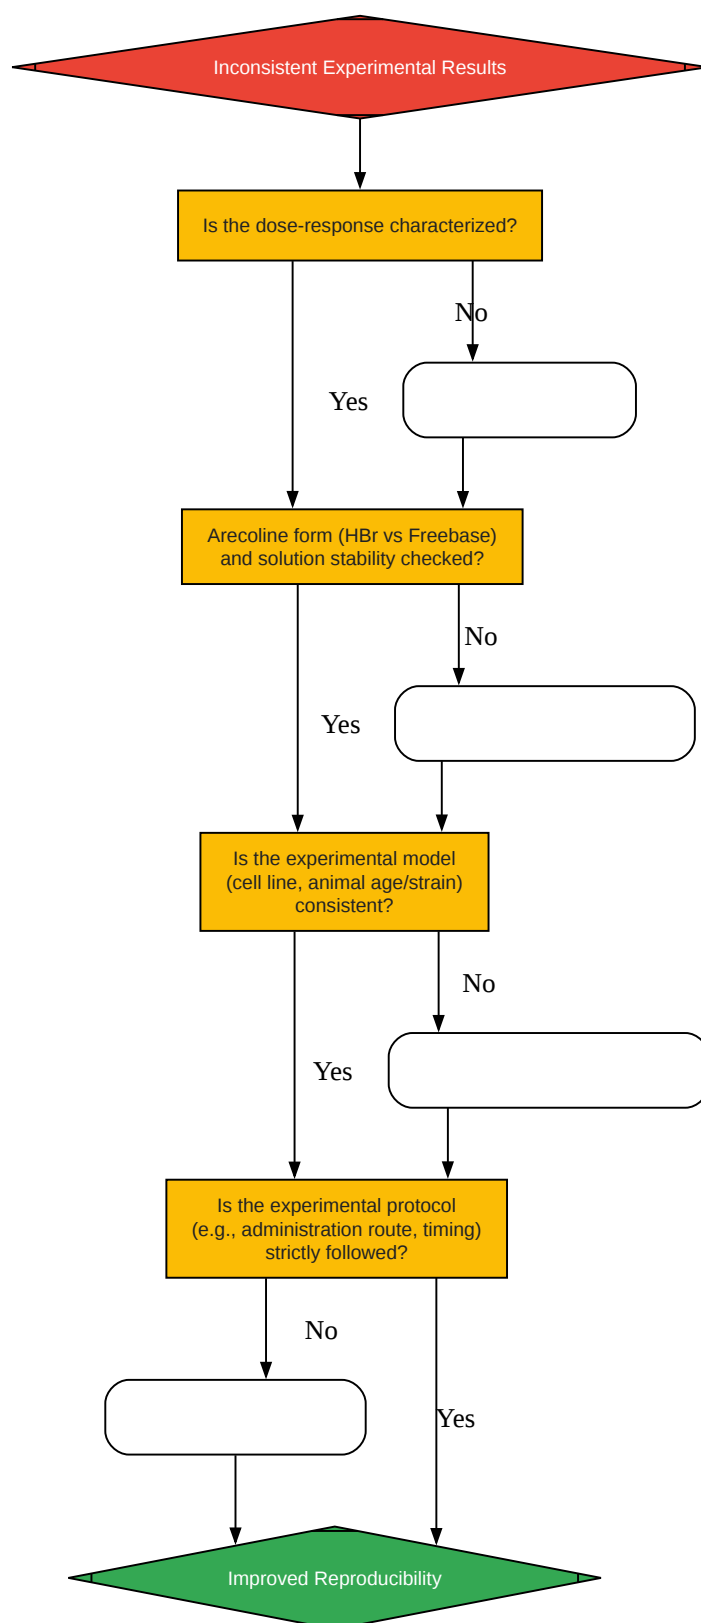 Inconsistent Experimental Results
Is the dose-response characterized?
No
Yes
Arecoline form (HBr vs Freebase)
and solution stability checked?
No
Yes
Is the experimental model
(cell line, animal age/strain)
consistent?
No
Yes
Is the experimental protocol
(e.g., administration route, timing)
strictly followed?
No
Yes
Improved Reproducibility